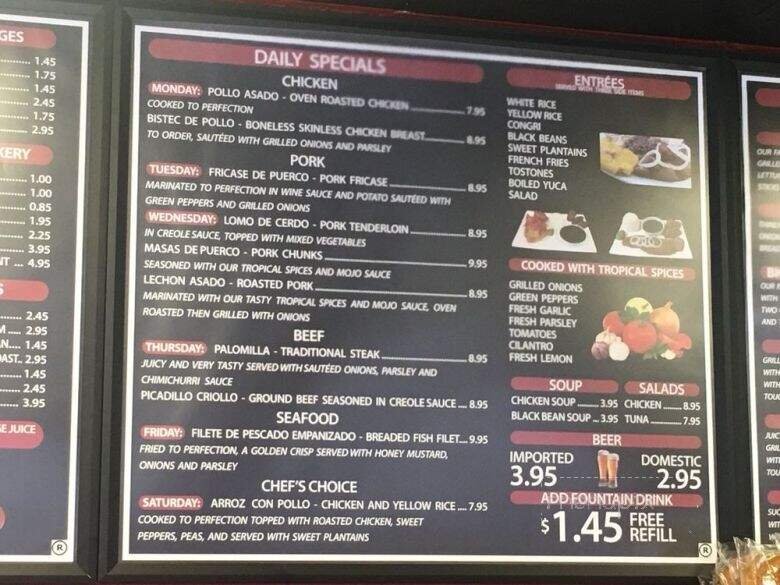 GES
1.45
1.75
1.45
2.45
1.75
2.95
KERY
1.00
1.00
0.85
1.95
2.25
3.95
NT ... 4.95
S
2.45
M ..... 2.95
AN.... 1.45
OAST. 2.95
1.45
2.45
3.95
GE JUICE
®
DAILY SPECIALS
CHICKEN
MONDAY: POLLO ASADO - OVEN ROASTED CHICKEN 7.95
COOKED TO PERFECTION
BISTEC DE POLLO - BONELESS SKINLESS CHICKEN BREAST 8.95
TO ORDER, SAUTÉED WITH GRILLED ONIONS AND PARSLEY
PORK
TUESDAY: FRICASE DE PUERCO - PORK FRICASE 8.95
MARINATED TO PERFECTION IN WINE SAUCE AND POTATO SAUTÉED WITH
GREEN PEPPERS AND GRILLED ONIONS
WEDNESDAY: LOMO DE CERDO - PORK TENDERLOIN 8.95
IN CREOLE SAUCE, TOPPED WITH MIXED VEGETABLES
MASAS DE PUERCO - PORK CHUNKS 9.95
SEASONED WITH OUR TROPICAL SPICES AND MOJO SAUCE
LECHON ASADO - ROASTED PORK 8.95
MARINATED WITH OUR TASTY TROPICAL SPICES AND MOJO SAUCE, OVEN
ROASTED THEN GRILLED WITH ONIONS
BEEF
THURSDAY: PALOMILLA - TRADITIONAL STEAK 8.95
JUICY AND VERY TASTY SERVED WITH SAUTÉED ONIONS, PARSLEY AND
CHIMICHURRI SAUCE
PICADILLO CRIOLLO - GROUND BEEF SEASONED IN CREOLE SAUCE .... 8.95
SEAFOOD
FRIDAY: FILETE DE PESCADO EMPANIZADO - BREADED FISH FILET... 9.95
FRIED TO PERFECTION, A GOLDEN CRISP SERVED WITH HONEY MUSTARD,
ONIONS AND PARSLEY
CHEF'S CHOICE
SATURDAY: ARROZ CON POLLO - CHICKEN AND YELLOW RICE .... 7.95
COOKED TO PERFECTION TOPPED WITH ROASTED CHICKEN, SWEET
PEPPERS, PEAS, AND SERVED WITH SWEET PLANTAINS
ENTRÉES
SERVED WITH THREE SIDE ITEMS
WHITE RICE
YELLOW RICE
CONGRI
BLACK BEANS
SWEET PLANTAINS
FRENCH FRIES
TOSTONES
BOILED YUCA
SALAD
COOKED WITH TROPICAL SPICES
GRILLED ONIONS
GREEN PEPPERS
FRESH GARLIC
FRESH PARSLEY
TOMATOES
CILANTRO
FRESH LEMON
SOUP
CHICKEN SOUP ..... 3.95
BLACK BEAN SOUP ... 3.95
SALADS
CHICKEN ....... 8.95
TUNA ........... 7.95
BEER
IMPORTED
3.95
DOMESTIC
2.95
ADD FOUNTAIN DRINK
$1.45 FREE REFILL
®
OUR FA
GRILLE
LETTU